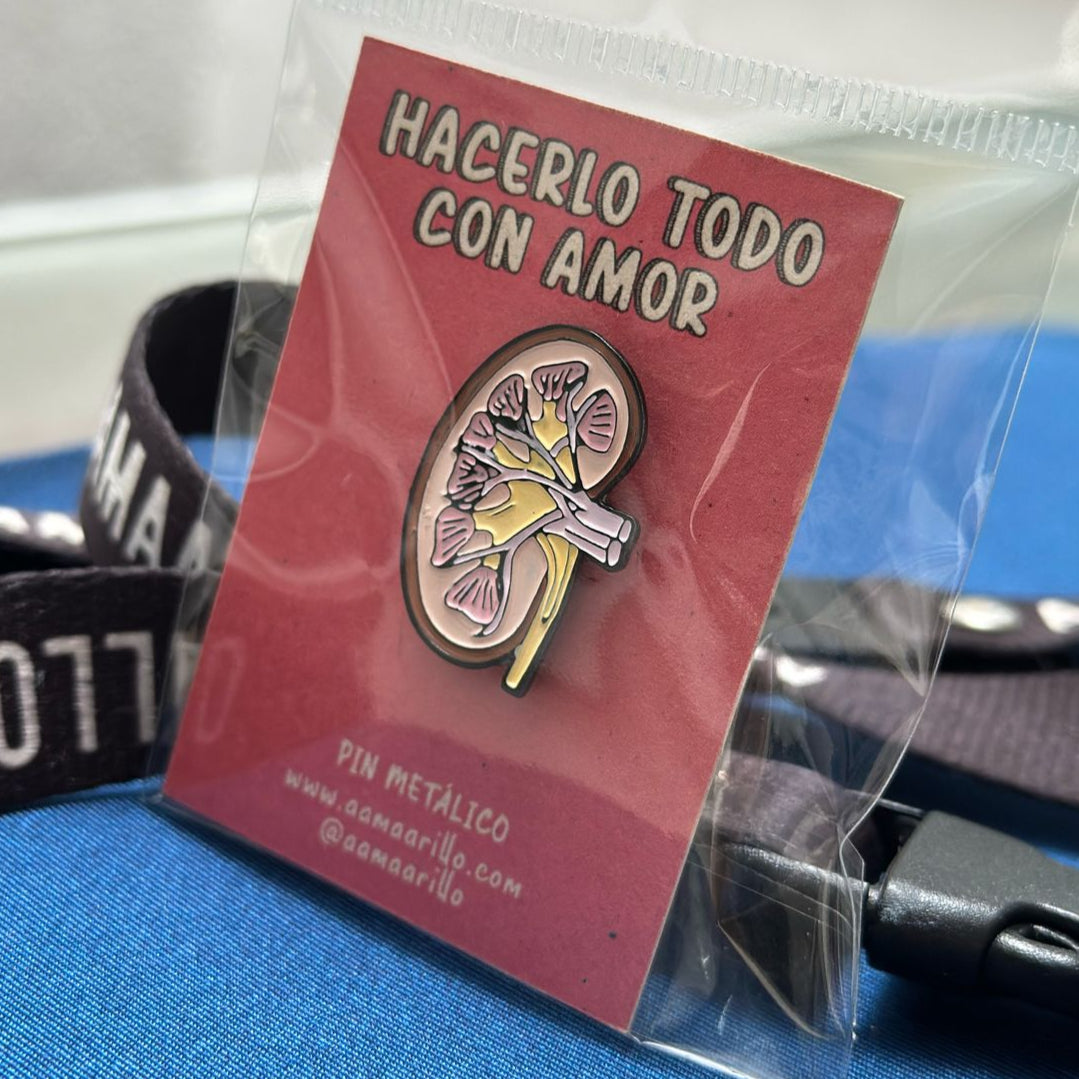 HACERLO TODO
CON AMOR
PIN METÁLICO
www.aamaarillo.com
@aamaarillo